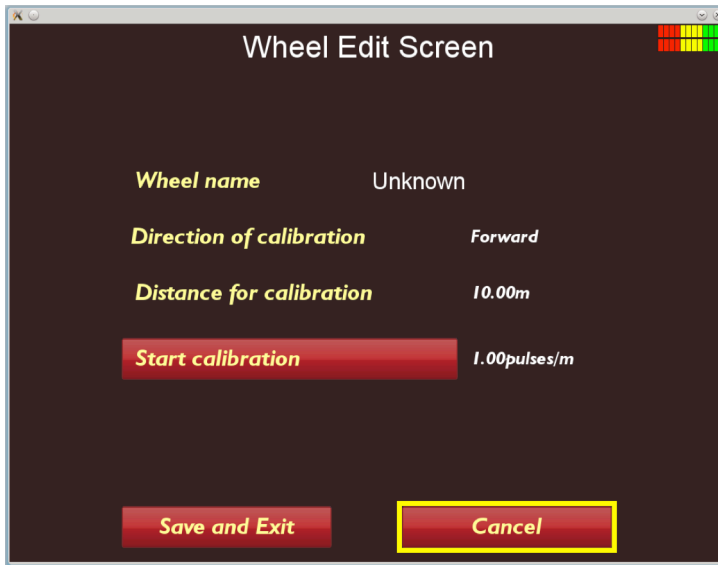 Wheel Edit Screen
Wheel name Unknown
Direction of calibration Forward
Distance for calibration 10.00m
Start calibration 1.00pulses/m
Save and Exit Cancel